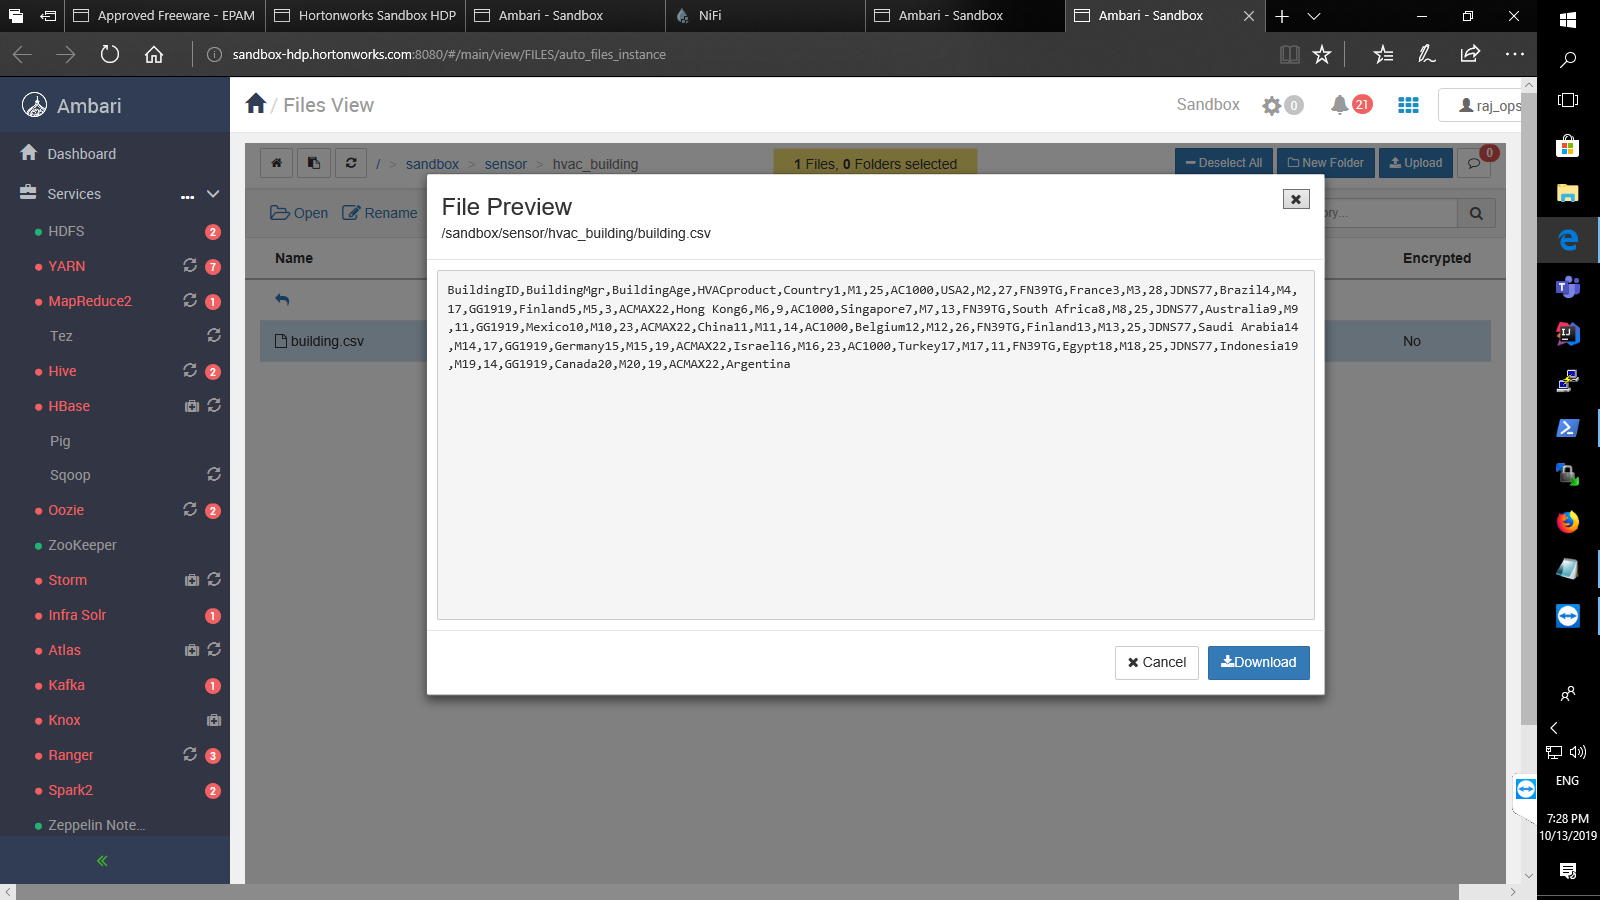 Approved Freeware - EPAM
Hortonworks Sandbox HDP
Ambari - Sandbox
NiFi
Ambari - Sandbox
Ambari - Sandbox
sandbox-hdp.hortonworks.com:8080/#/main/view/FILES/auto_files_instance
Ambari
/ Files View
Sandbox
0
21
raj_ops
Dashboard
Services
HDFS 2
YARN 7
MapReduce2 1
Tez
Hive 2
HBase
Pig
Sqoop
Oozie 2
ZooKeeper
Storm
Infra Solr 1
Atlas
Kafka 1
Knox
Ranger 3
Spark2 2
Zeppelin Note...
/ > sandbox > sensor > hvac_building
1 Files, 0 Folders selected
Deselect All
New Folder
Upload
0
Open
Rename
Name
Encrypted
building.csv
No
File Preview
/sandbox/sensor/hvac_building/building.csv
BuildingID,BuildingMgr,BuildingAge,HVACproduct,Country1,M1,25,AC1000,USA2,M2,27,FN39TG,France3,M3,28,JDNS77,Brazil4,M4,
17,GG1919,Finland5,M5,3,ACMAX22,Hong Kong6,M6,9,AC1000,Singapore7,M7,13,FN39TG,South Africa8,M8,25,JDNS77,Australia9,M9
,11,GG1919,Mexico10,M10,23,ACMAX22,China11,M11,14,AC1000,Belgium12,M12,26,FN39TG,Finland13,M13,25,JDNS77,Saudi Arabia14
,M14,17,GG1919,Germany15,M15,19,ACMAX22,Israel16,M16,23,AC1000,Turkey17,M17,11,FN39TG,Egypt18,M18,25,JDNS77,Indonesia19
,M19,14,GG1919,Canada20,M20,19,ACMAX22,Argentina
Cancel
Download
ENG
7:28 PM
10/13/2019